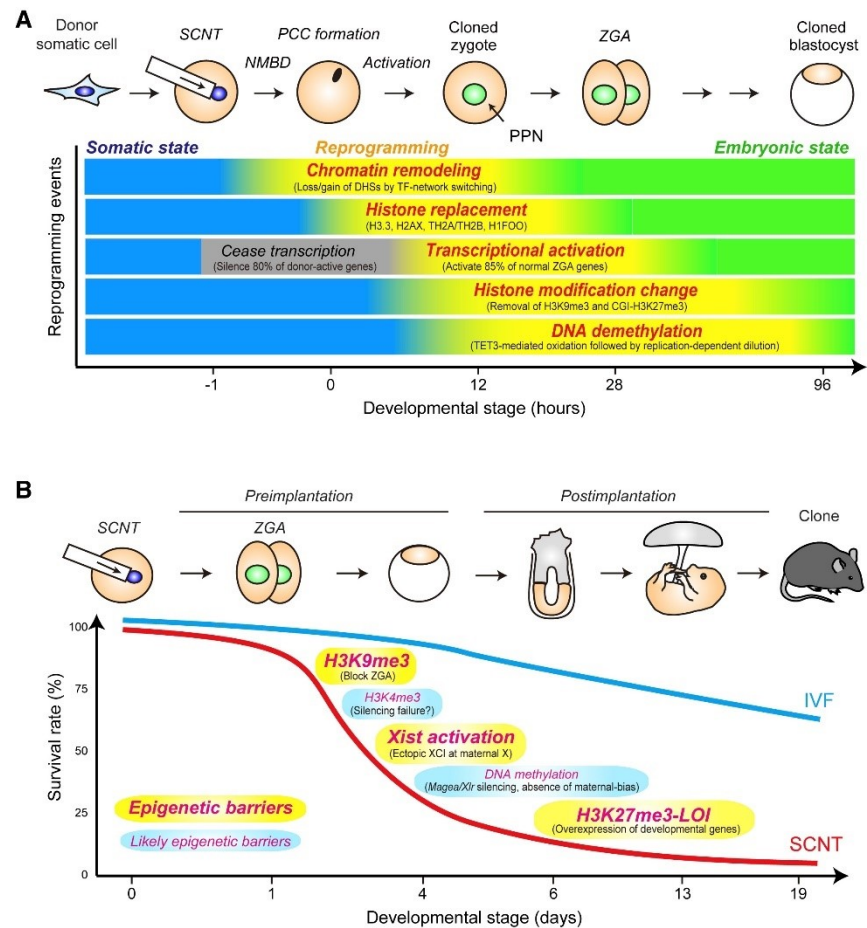 A
Donor
somatic cell
SCNT
NMBD
PCC formation
Activation
Cloned
zygote
PPN
ZGA
Cloned
blastocyst
Somatic state
Reprogramming
Embryonic state
Reprogramming events
Chromatin remodeling
(Loss/gain of DHSs by TF-network switching)
Histone replacement
(H3.3, H2AX, TH2A/TH2B, H1FOO)
Cease transcription
(Silence 80% of donor-active genes)
Transcriptional activation
(Activate 85% of normal ZGA genes)
Histone modification change
(Removal of H3K9me3 and CGI-H3K27me3)
DNA demethylation
(TET3-mediated oxidation followed by replication-dependent dilution)
-1 0 12 28 96
Developmental stage (hours)
B
Preimplantation
Postimplantation
SCNT
ZGA
Clone
Survival rate (%)
100
75
50
25
0
H3K9me3
(Block ZGA)
H3K4me3
(Silencing failure?)
Xist activation
(Ectopic XCI at maternal X)
DNA methylation
(Magea/Xlr silencing, absence of maternal-bias)
H3K27me3-LOI
(Overexpression of developmental genes)
IVF
SCNT
Epigenetic barriers
Likely epigenetic barriers
0 1 4 6 13 19
Developmental stage (days)